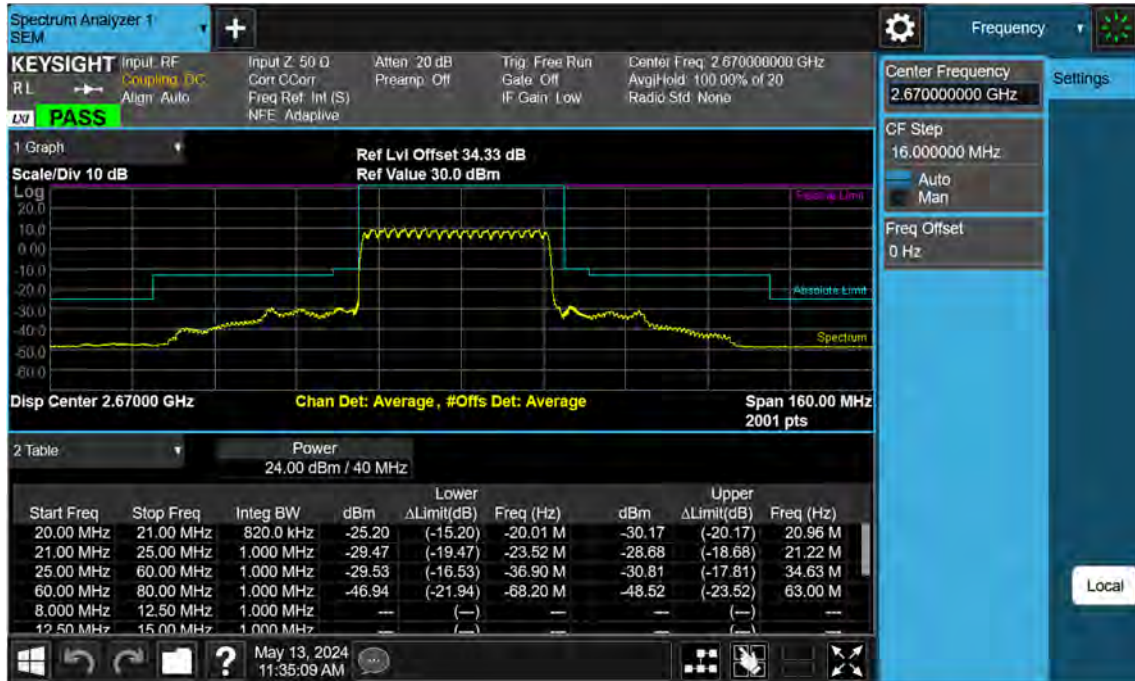 Spectrum Analyzer 1
SEM
+
Frequency
KEYSIGHT
RL
LXI
PASS
Input: RF
Coupling: DC
Align: Auto
Input Z: 50 Ω
Corr CCorr
Freq Ref: Int (S)
NFE: Adaptive
Atten: 20 dB
Preamp: Off
Trig: Free Run
Gate: Off
IF Gain: Low
Center Freq: 2.670000000 GHz
Avg|Hold: 100.00% of 20
Radio Std: None
Center Frequency
2.670000000 GHz
Settings
CF Step
16.000000 MHz
Auto
Man
Freq Offset
0 Hz
Local
1 Graph
Scale/Div 10 dB
Ref Lvl Offset 34.33 dB
Ref Value 30.0 dBm
Log
20.0
10.0
0.00
-10.0
-20.0
-30.0
-40.0
-50.0
-60.0
Absolute Limit
Spectrum
Disp Center 2.67000 GHz
Chan Det: Average, #Offs Det: Average
Span 160.00 MHz
2001 pts
2 Table
Power
24.00 dBm / 40 MHz
Lower Upper
Start Freq Stop Freq Integ BW dBm ΔLimit(dB) Freq (Hz) dBm ΔLimit(dB) Freq (Hz)
20.00 MHz 21.00 MHz 820.0 kHz -25.20 (-15.20) -20.01 M -30.17 (-20.17) 20.96 M
21.00 MHz 25.00 MHz 1.000 MHz -29.47 (-19.47) -23.52 M -28.68 (-18.68) 21.22 M
25.00 MHz 60.00 MHz 1.000 MHz -29.53 (-16.53) -36.90 M -30.81 (-17.81) 34.63 M
60.00 MHz 80.00 MHz 1.000 MHz -46.94 (-21.94) -68.20 M -48.52 (-23.52) 63.00 M
8.000 MHz 12.50 MHz 1.000 MHz --- (---) --- --- (---) ---
12.50 MHz 15.00 MHz 1.000 MHz --- (---) --- --- (---) ---
?
May 13, 2024
11:35:09 AM